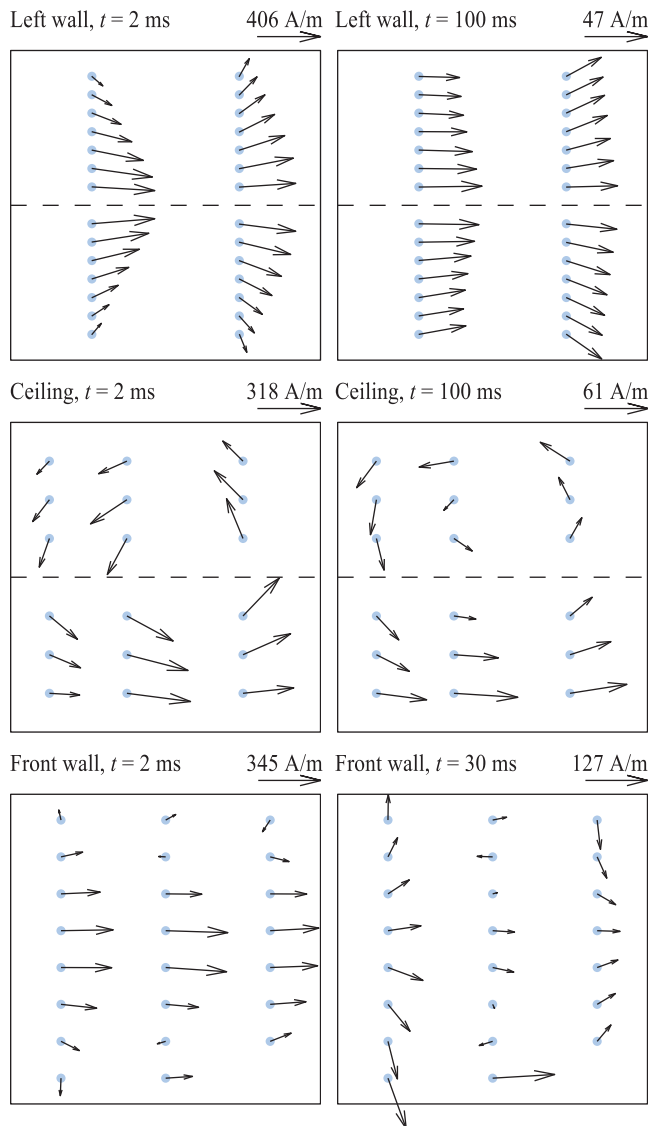 Left wall, t = 2 ms 406 A/m
Left wall, t = 100 ms 47 A/m
Ceiling, t = 2 ms 318 A/m
Ceiling, t = 100 ms 61 A/m
Front wall, t = 2 ms 345 A/m
Front wall, t = 30 ms 127 A/m